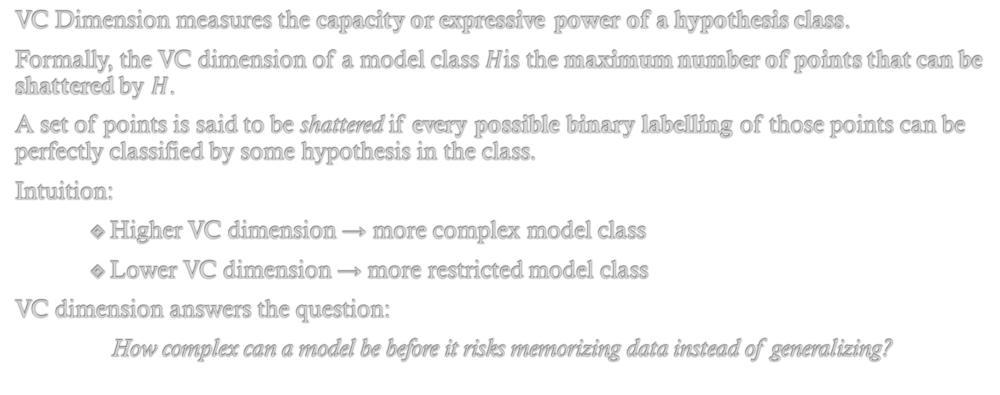 VC Dimension measures the capacity or expressive power of a hypothesis class.
Formally, the VC dimension of a model class H is the maximum number of points that can be
shattered by H.
A set of points is said to be shattered if every possible binary labelling of those points can be
perfectly classified by some hypothesis in the class.
Intuition:
❖ Higher VC dimension → more complex model class
❖ Lower VC dimension → more restricted model class
VC dimension answers the question:
How complex can a model be before it risks memorizing data instead of generalizing?